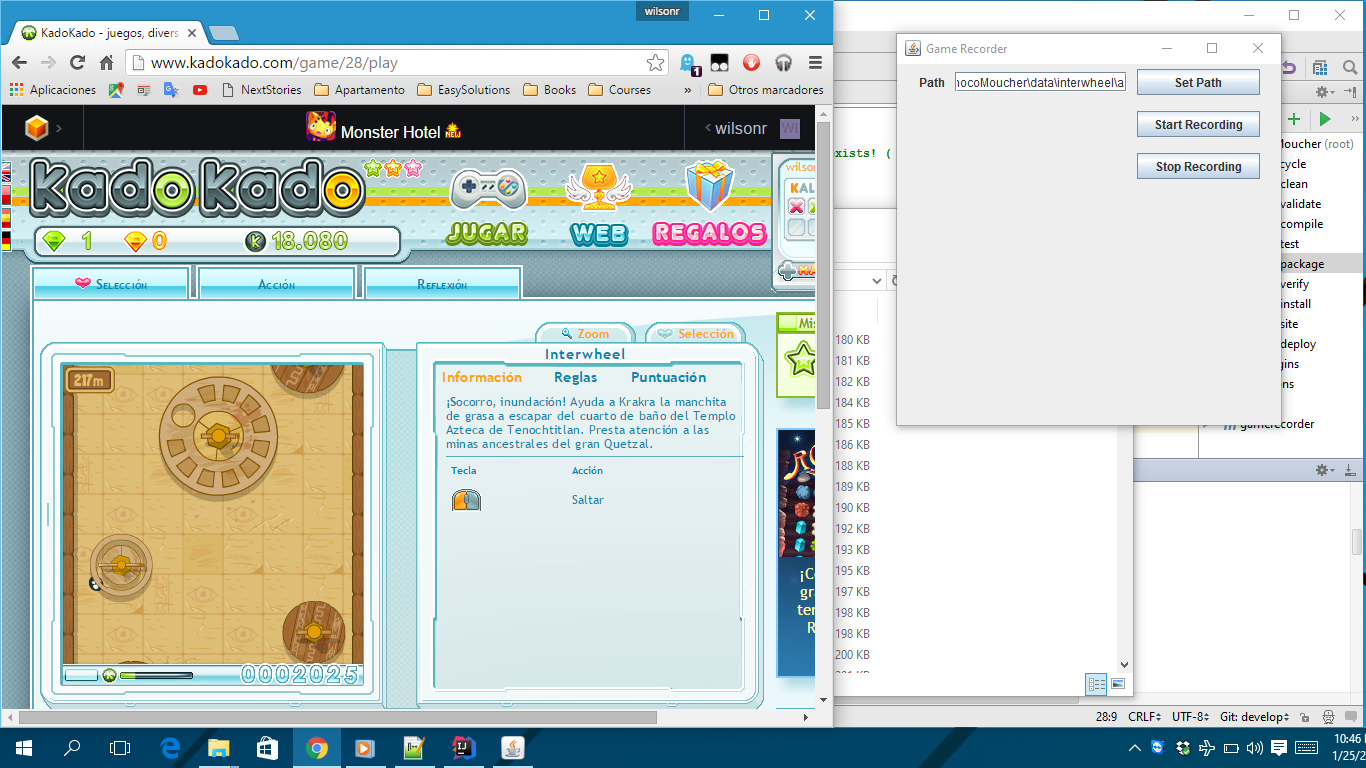 wilsonr
KadoKado - juegos, divers
www.kadokado.com/game/28/play
1
Aplicaciones
NextStories
Apartamento
EasySolutions
Books
Courses
»
Otros marcadores
Monster Hotel NEW
wilsonr
WI
KadoKado
1
0
K
18.080
JUGAR
WEB
REGALOS
wilson
KAL
Selección
Acción
Reflexión
Zoom
Selección
Mis
217m
0002025
Interwheel
Información
Reglas
Puntuación
¡Socorro, inundación! Ayuda a Krakra la manchita
de grasa a escapar del cuarto de baño del Templo
Azteca de Tenochtitlan. Presta atención a las
minas ancestrales del gran Quetzal.
Tecla
Acción
Saltar
Game Recorder
Path
ocoMoucher\data\interwheel\a
Set Path
Start Recording
Stop Recording
xists! (
180 KB
181 KB
182 KB
184 KB
185 KB
186 KB
188 KB
189 KB
190 KB
192 KB
193 KB
195 KB
197 KB
198 KB
198 KB
200 KB
Moucher (root)
cycle
clean
validate
compile
test
package
verify
install
site
deploy
gins
ns
gamerecorder
28:9
CRLF
UTF-8
Git: develop
10:46
1/25/2